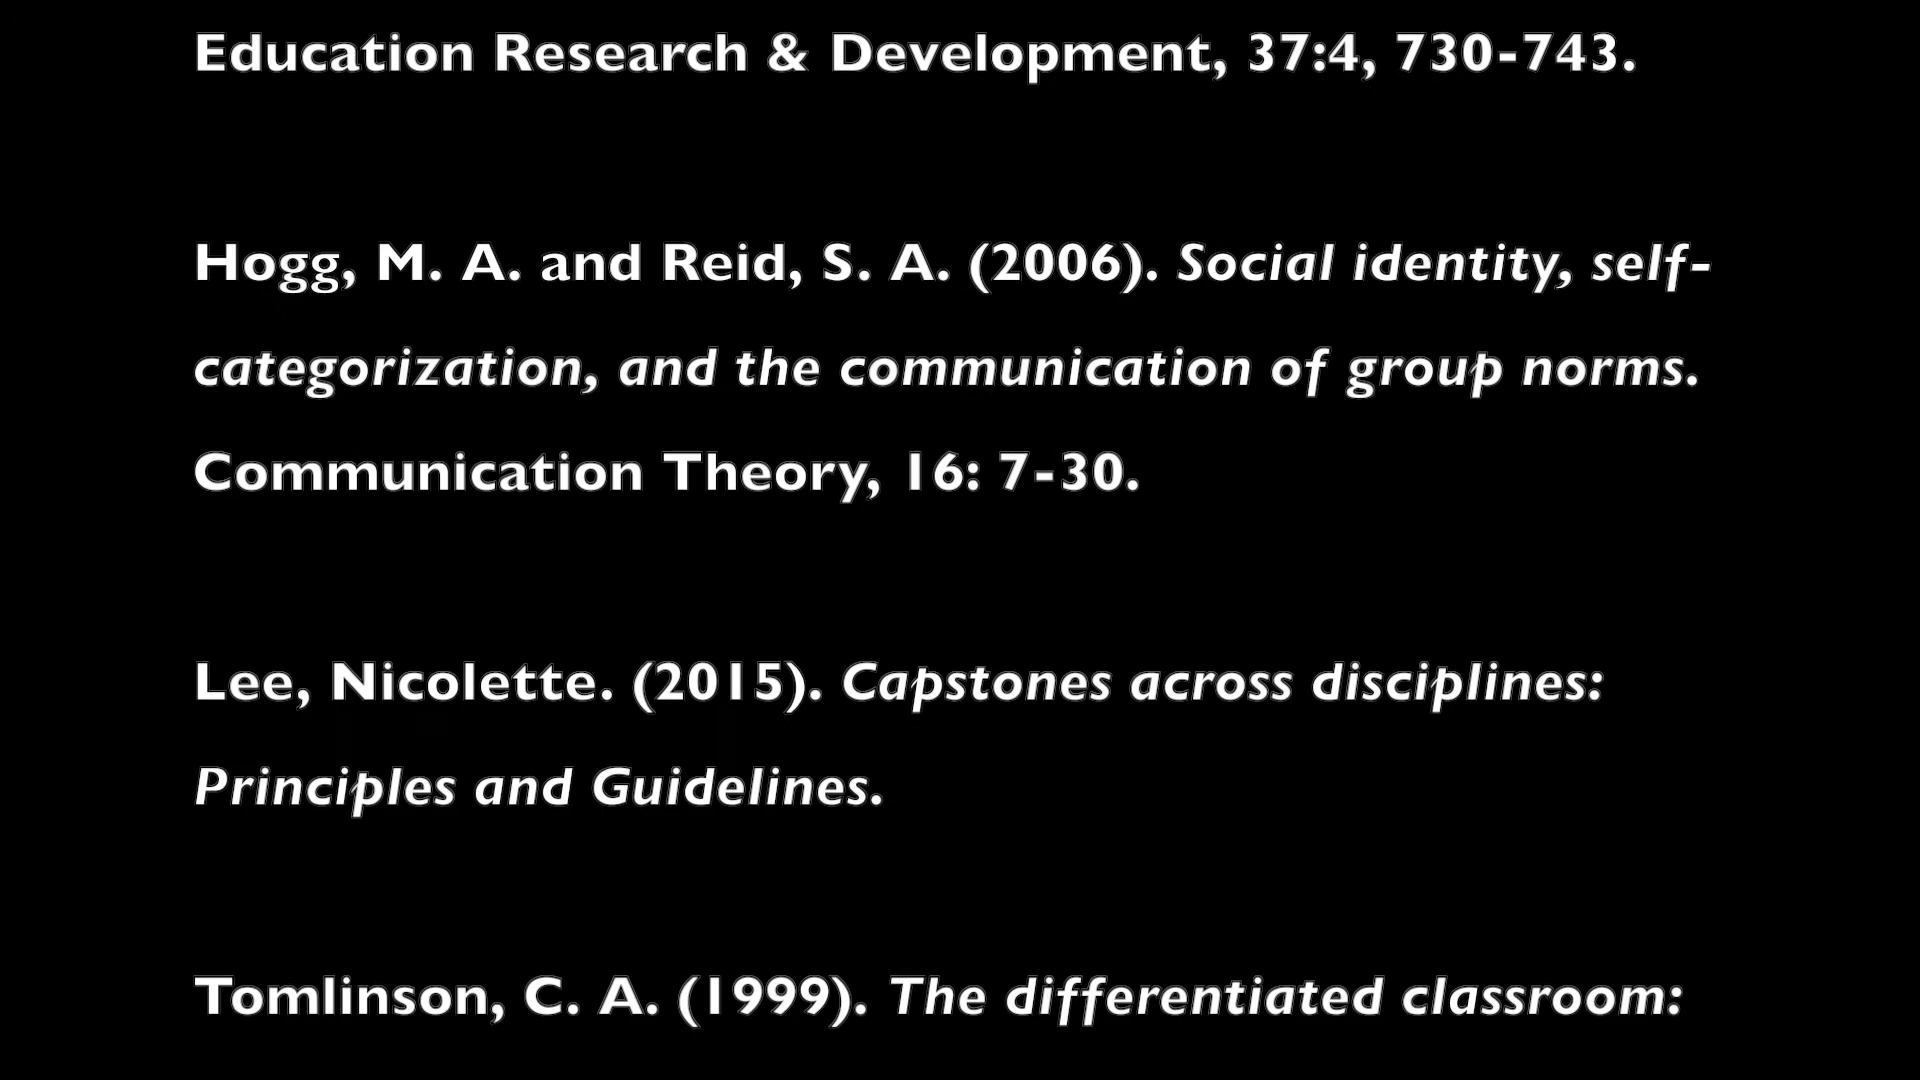 Education Research & Development, 37:4, 730-743.
Hogg, M. A. and Reid, S. A. (2006). Social identity, self-
categorization, and the communication of group norms.
Communication Theory, 16: 7-30.
Lee, Nicolette. (2015). Capstones across disciplines:
Principles and Guidelines.
Tomlinson, C. A. (1999). The differentiated classroom: